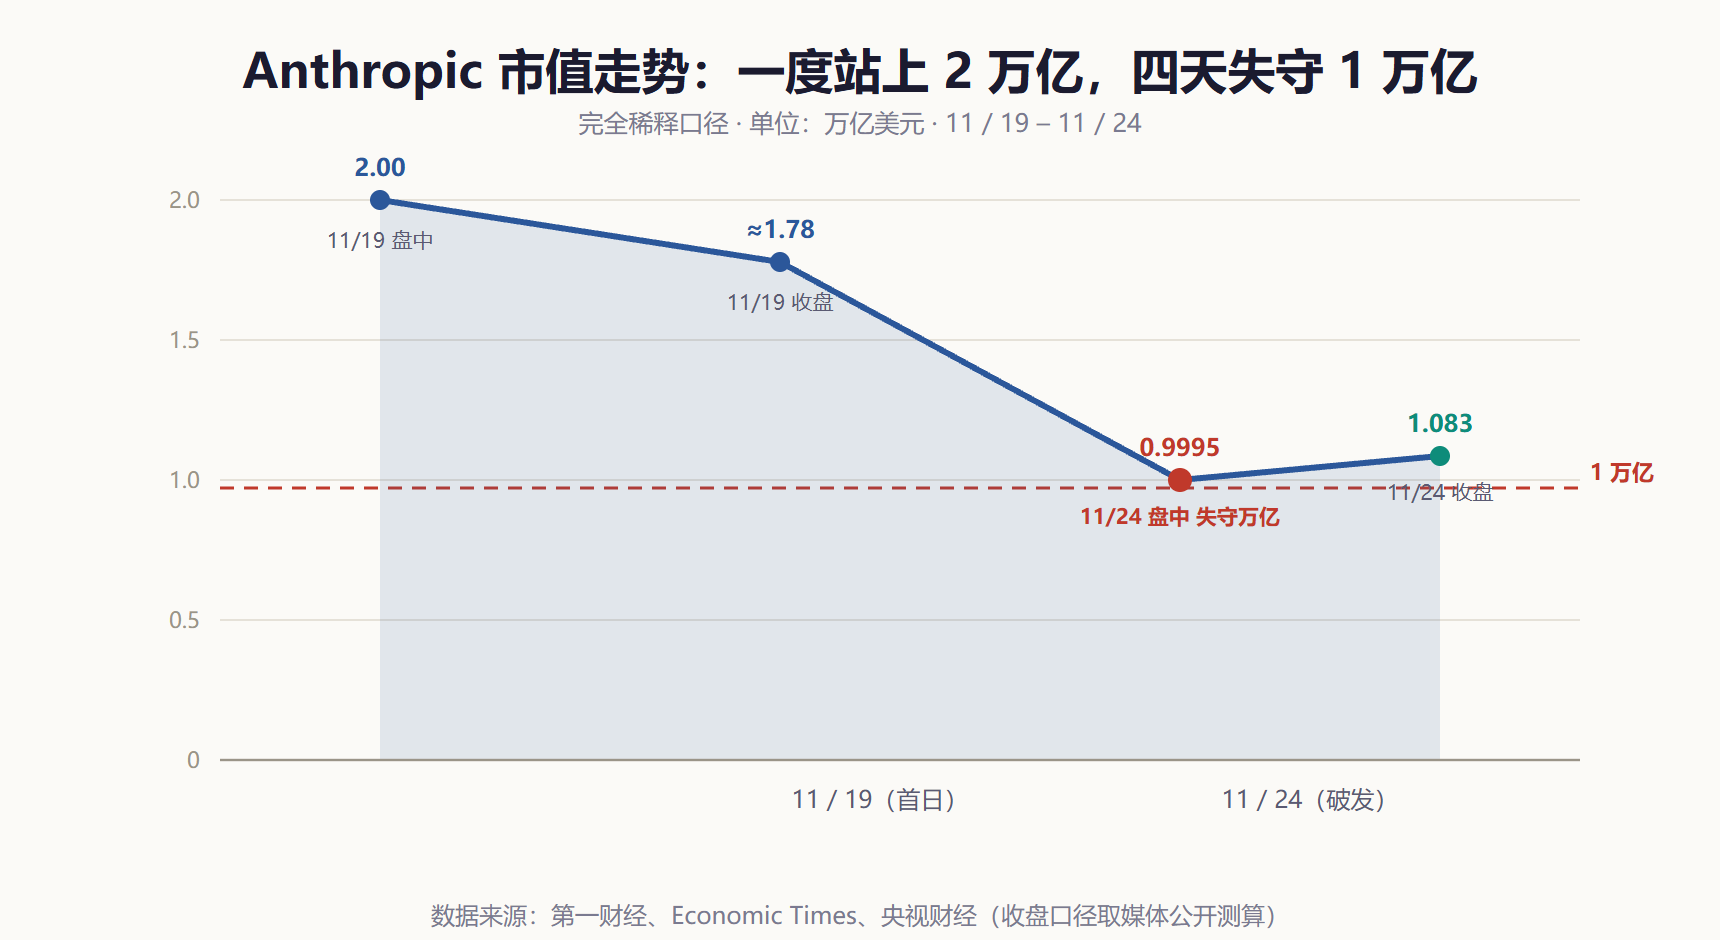 Anthropic 市值走势：一度站上 2 万亿，四天失守 1 万亿
完全稀释口径 · 单位：万亿美元 · 11 / 19 – 11 / 24
2.00
2.0
≈1.78
11/19 盘中
11/19 收盘
1.5
1.083
0.9995
1.0
1 万亿
11/24 收盘
11/24 盘中 失守万亿
0.5
0
11 / 19（首日）
11 / 24（破发）
数据来源：第一财经、Economic Times、央视财经（收盘口径取媒体公开测算）